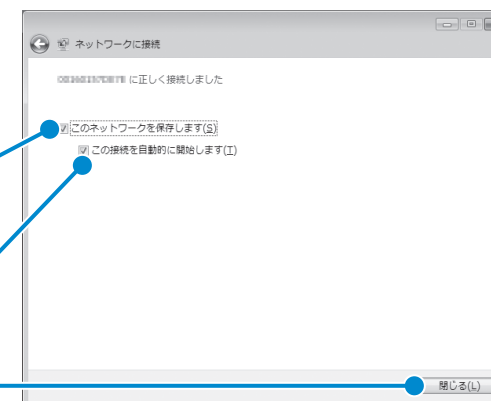 ネットワークに接続
に正しく接続しました
このネットワークを保存します(S)
この接続を自動的に開始します(T)
閉じる(L)